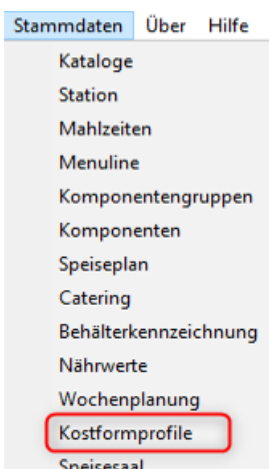 Stammdaten Über Hilfe
Kataloge
Station
Mahlzeiten
Menuline
Komponentengruppen
Komponenten
Speiseplan
Catering
Behälterkennzeichnung
Nährwerte
Wochenplanung
Kostformprofile
Speisesaal